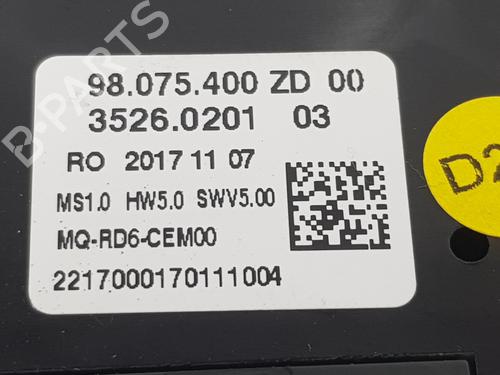 98.075.400 ZD 00
3526.0201 03
RO 2017 11 07
MS1.0 HW5.0 SWV5.00
MQ-RD6-CEM00
2217000170111004
D2
B-PARTS